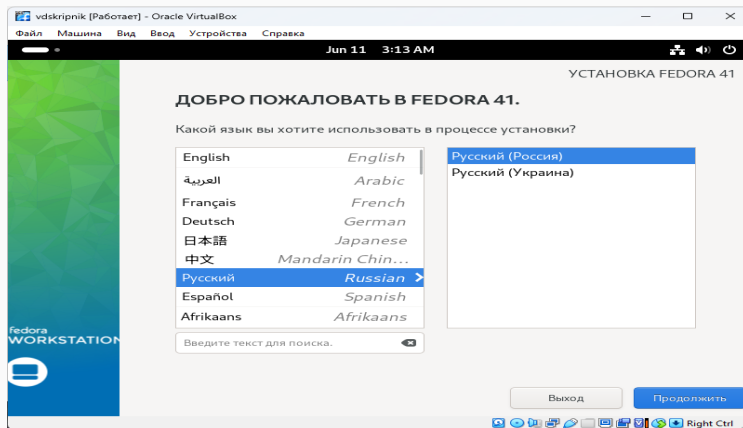 vdskripnik [Работает] - Oracle VirtualBox
Файл Машина Вид Ввод Устройства Справка
Jun 11 3:13 AM
УСТАНОВКА FEDORA 41
ДОБРО ПОЖАЛОВАТЬ В FEDORA 41.
Какой язык вы хотите использовать в процессе установки?
English English
العربية Arabic
Français French
Deutsch German
日本語 Japanese
中文 Mandarin Chin...
Русский Russian
Español Spanish
Afrikaans Afrikaans
Русский (Россия)
Русский (Украина)
Введите текст для поиска.
fedora
WORKSTATION
Выход
Продолжить
Right Ctrl